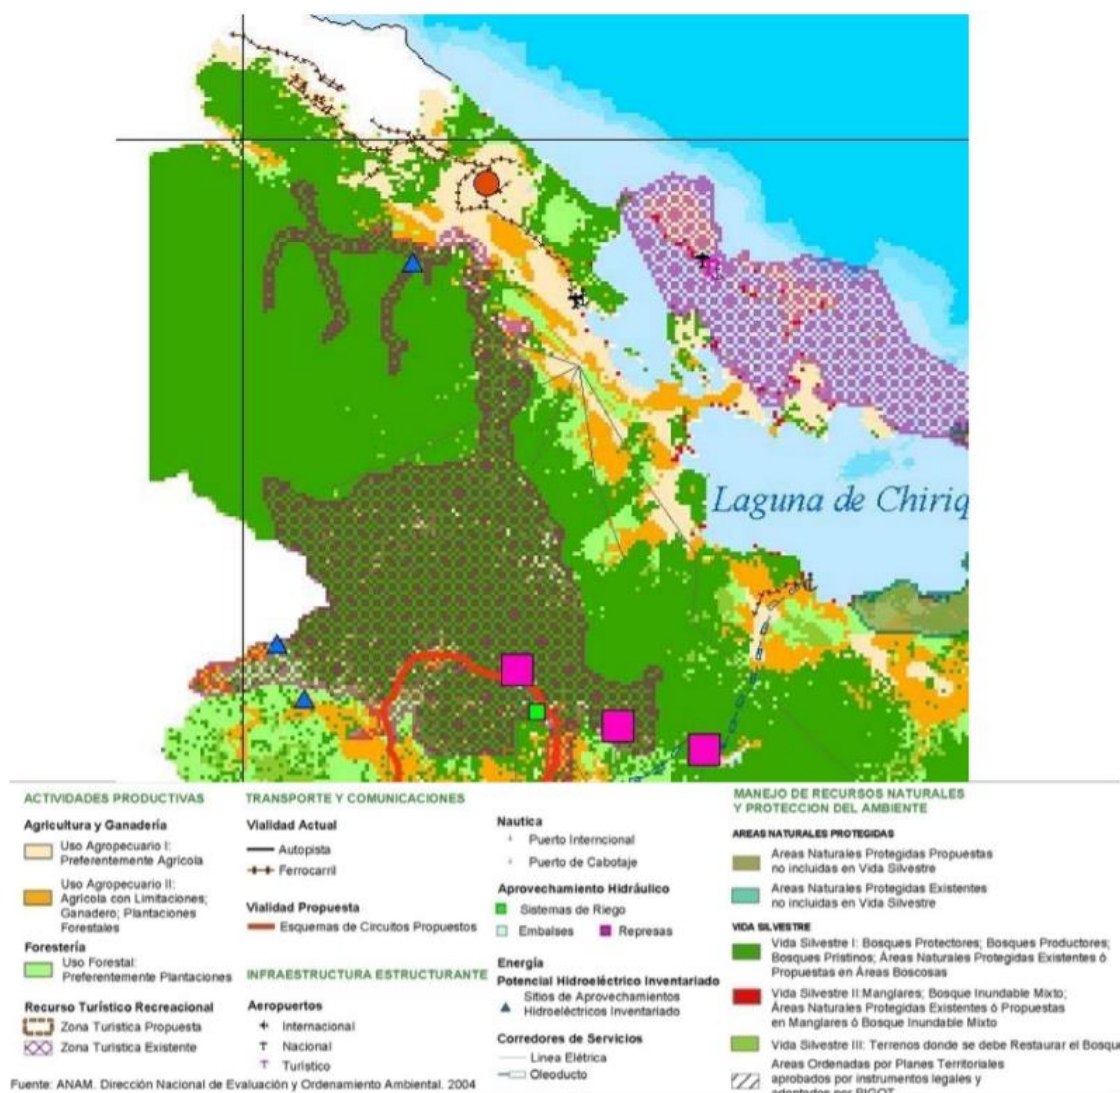 Laguna de Chiriq
ACTIVIDADES PRODUCTIVAS
Agricultura y Ganadería
Uso Agropecuario I:
Preferentemente Agrícola
Uso Agropecuario II:
Agrícola con Limitaciones;
Ganadero; Plantaciones
Forestales
Forestería
Uso Forestal:
Preferentemente Plantaciones
Recurso Turístico Recreacional
Zona Turistica Propuesta
Zona Turistica Existente
TRANSPORTE Y COMUNICACIONES
Vialidad Actual
Autopista
Ferrocarril
Vialidad Propuesta
Esquemas de Circuitos Propuestos
INFRAESTRUCTURA ESTRUCTURANTE
Aeropuertos
Internacional
Nacional
Turístico
Nautica
Puerto Interncional
Puerto de Cabotaje
Aprovechamiento Hidráulico
Sistemas de Riego
Embalses
Represas
Energía
Potencial Hidroeléctrico Inventariado
Sitios de Aprovechamientos
Hidroeléctricos Inventariado
Corredores de Servicios
Linea Elétrica
Oleoducto
MANEJO DE RECURSOS NATURALES
Y PROTECCION DEL AMBIENTE
AREAS NATURALES PROTEGIDAS
Areas Naturales Protegidas Propuestas
no incluidas en Vida Silvestre
Areas Naturales Protegidas Existentes
no incluidas en Vida Silvestre
VIDA SILVESTRE
Vida Silvestre I: Bosques Protectores; Bosques Productores;
Bosques Pristinos; Áreas Naturales Protegidas Existentes ó
Propuestas en Áreas Boscosas
Vida Silvestre II:Manglares; Bosque Inundable Mixto;
Áreas Naturales Protegidas Existentes ó Propuestas
en Manglares ó Bosque Inundable Mixto
Vida Silvestre III: Terrenos donde se debe Restaurar el Bosque
Areas Ordenadas por Planes Territoriales
aprobados por instrumentos legales y
Fuente: ANAM. Dirección Nacional de Evaluación y Ordenamiento Ambiental. 2004